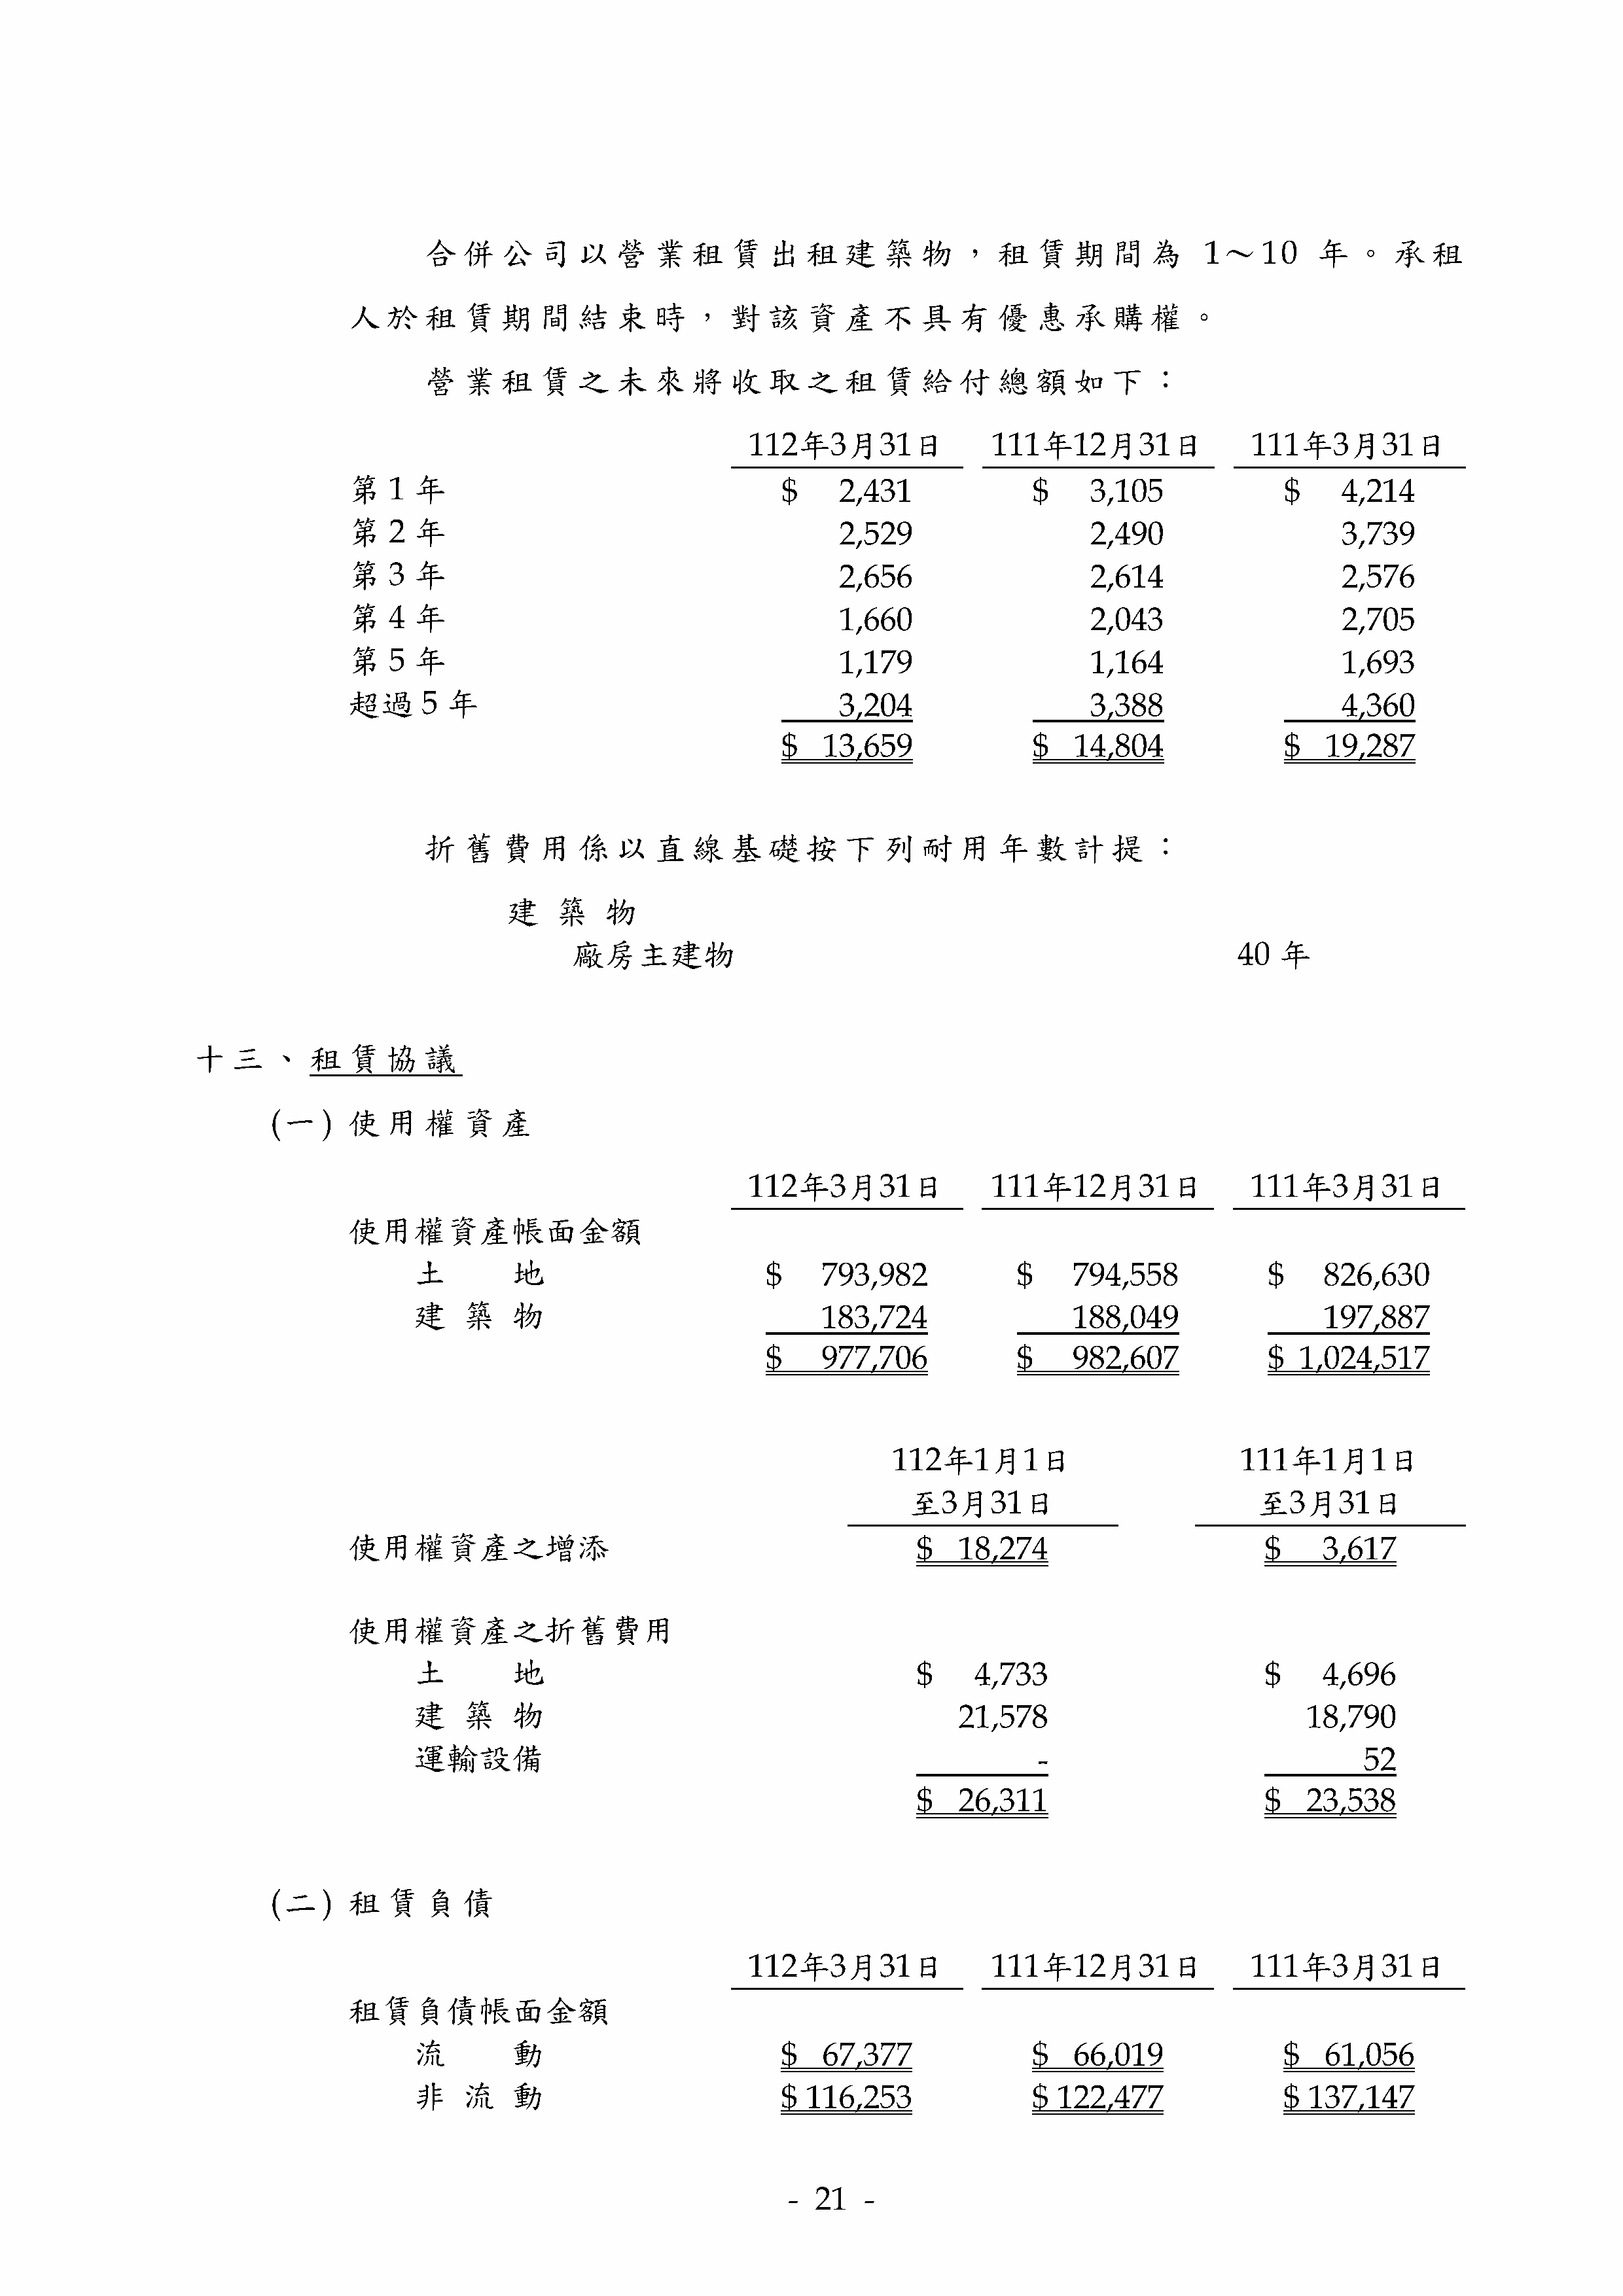 合併公司以營業租賃出租建築物，租賃期間為 1～10 年。承租
人於租賃期間結束時，對該資產不具有優惠承購權。
營業租賃之未來將收取之租賃給付總額如下：
112年3月31日 111年12月31日 111年3月31日
第 1 年 $ 2,431 $ 3,105 $ 4,214
第 2 年 2,529 2,490 3,739
第 3 年 2,656 2,614 2,576
第 4 年 1,660 2,043 2,705
第 5 年 1,179 1,164 1,693
超過 5 年 3,204 3,388 4,360
$ 13,659 $ 14,804 $ 19,287
折舊費用係以直線基礎按下列耐用年數計提：
建築物
廠房主建物 40 年
十三、租賃協議
(一) 使用權資產
112年3月31日 111年12月31日 111年3月31日
使用權資產帳面金額
土地 $ 793,982 $ 794,558 $ 826,630
建築物 183,724 188,049 197,887
$ 977,706 $ 982,607 $ 1,024,517
112年1月1日 111年1月1日
至3月31日 至3月31日
使用權資產之增添 $ 18,274 $ 3,617
使用權資產之折舊費用
土地 $ 4,733 $ 4,696
建築物 21,578 18,790
運輸設備 - 52
$ 26,311 $ 23,538
(二) 租賃負債
112年3月31日 111年12月31日 111年3月31日
租賃負債帳面金額
流動 $ 67,377 $ 66,019 $ 61,056
非流動 $ 116,253 $ 122,477 $ 137,147
- 21 -